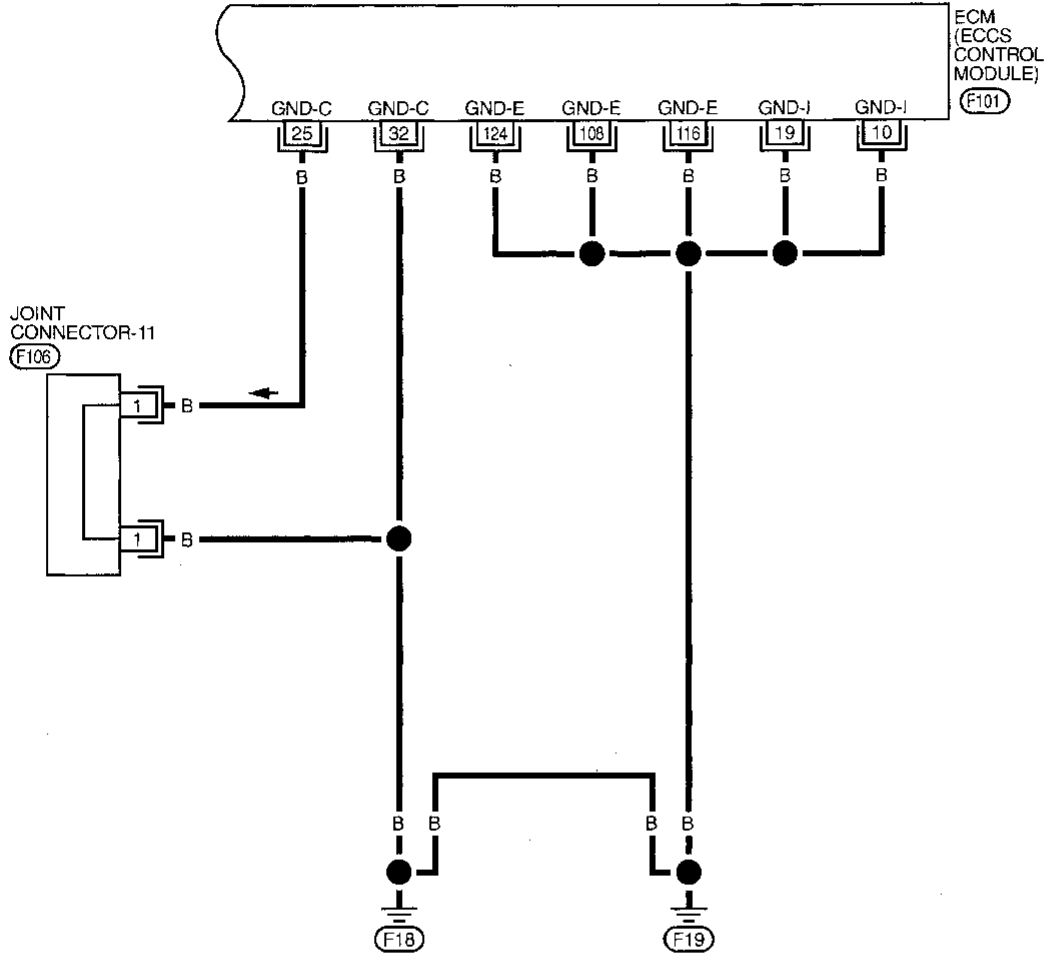 ECM
(ECCS
CONTROL
MODULE)
F101
GND-C GND-C GND-E GND-E GND-E GND-I GND-I
25 32 124 108 116 19 10
B B B B B B B
JOINT
CONNECTOR-11
F106
1 B
1 B
B B B B
F18 F19